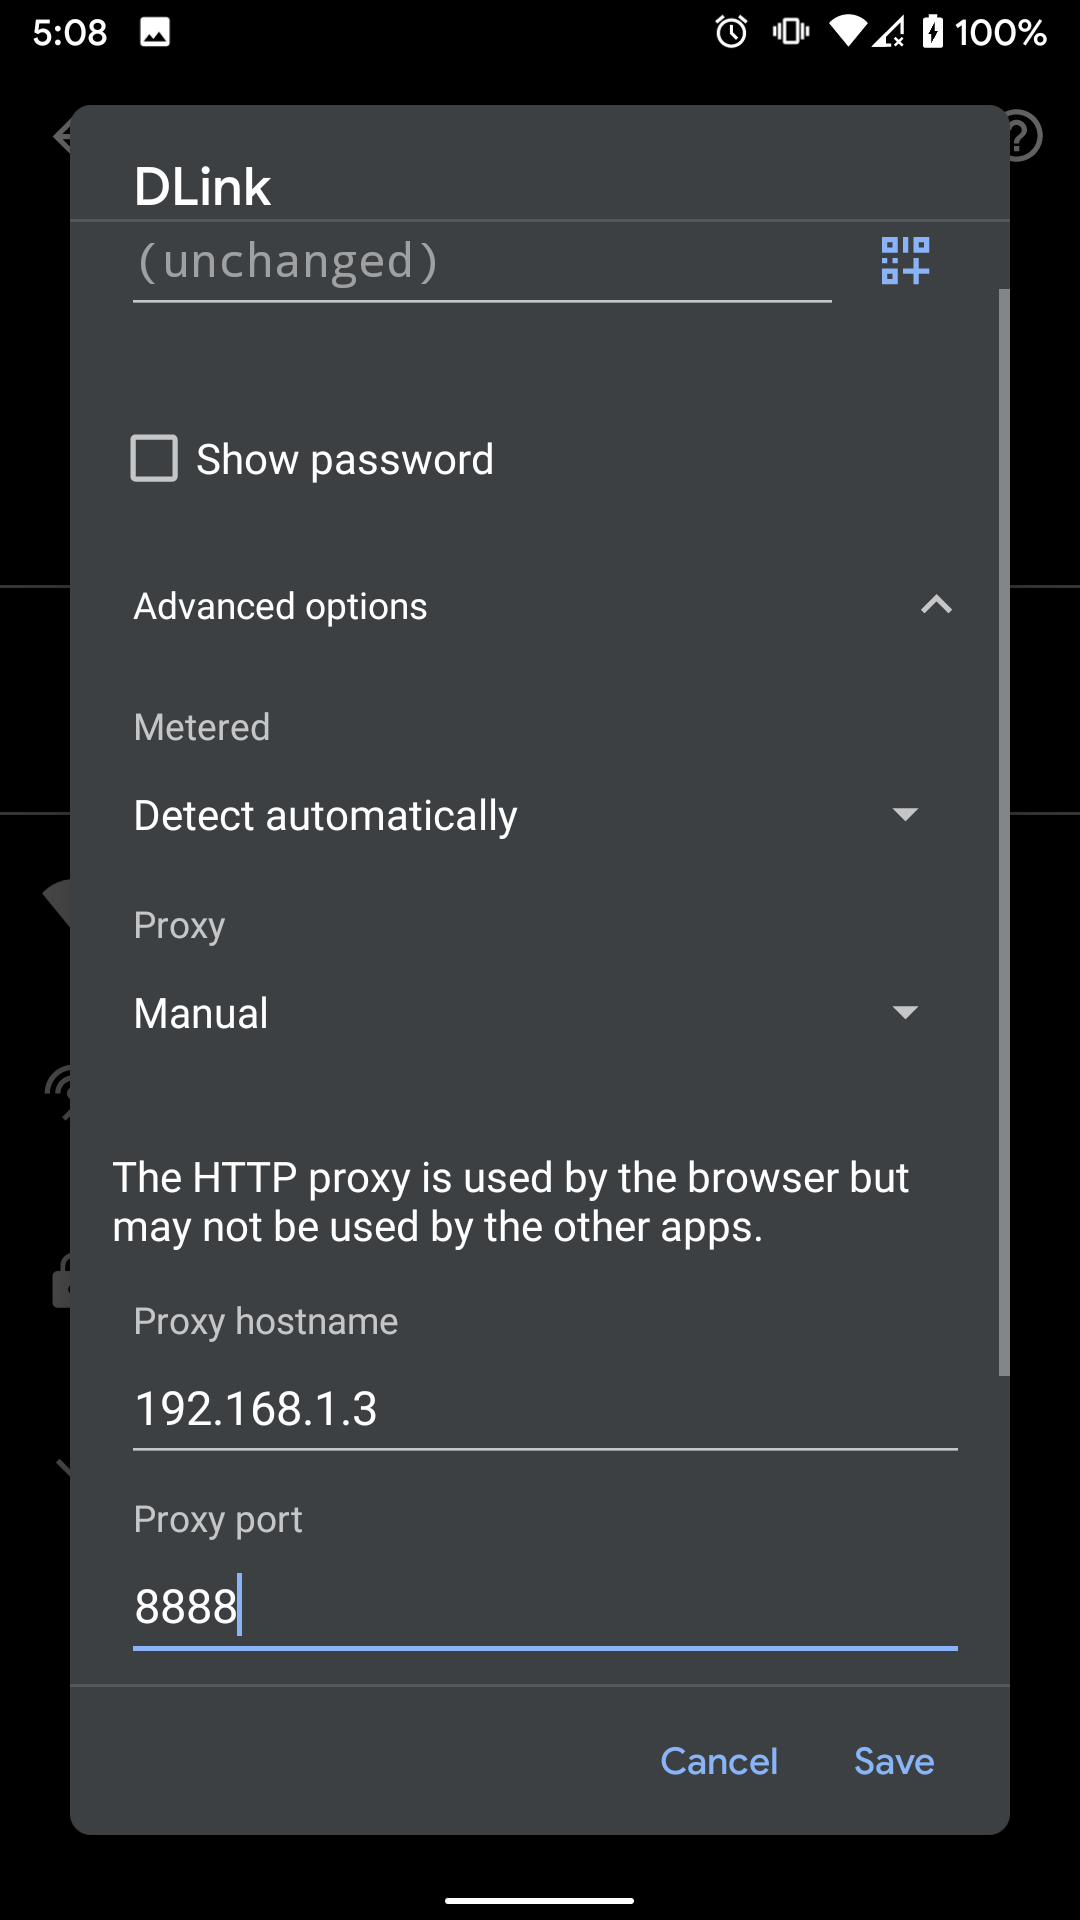 5:08 100%
DLink
(unchanged)
Show password
Advanced options
Metered
Detect automatically
Proxy
Manual
The HTTP proxy is used by the browser but
may not be used by the other apps.
Proxy hostname
192.168.1.3
Proxy port
8888
Cancel Save